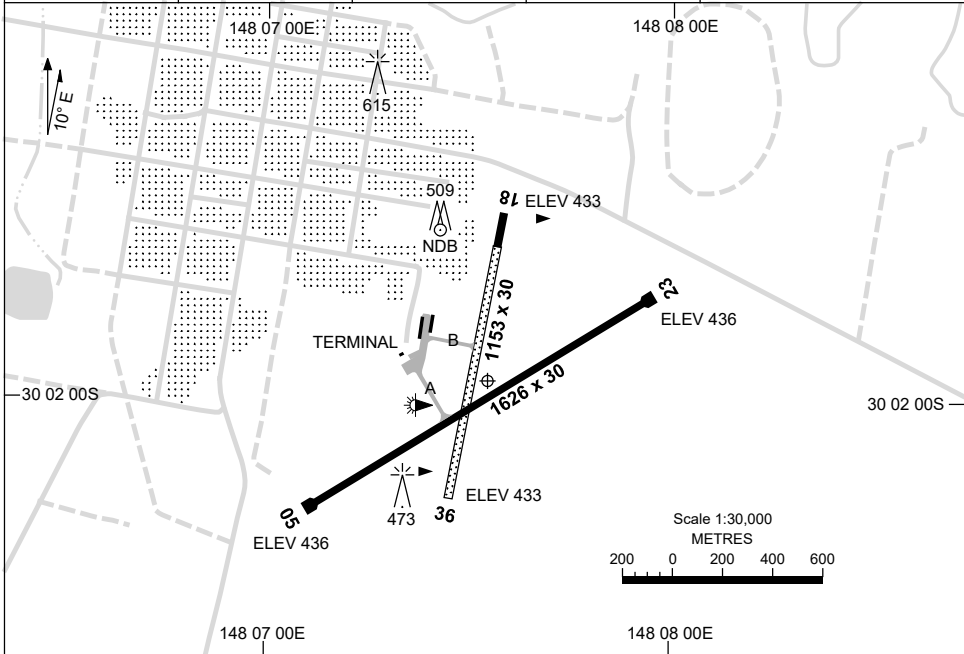 148 07 00E
148 08 00E
10° E
615
509
NDB
18
ELEV 433
23
ELEV 436
1153 x 30
TERMINAL
B
A
1626 x 30
30 02 00S
30 02 00S
05
ELEV 436
473
36
ELEV 433
Scale 1:30,000
METRES
200 0 200 400 600
148 07 00E
148 08 00E